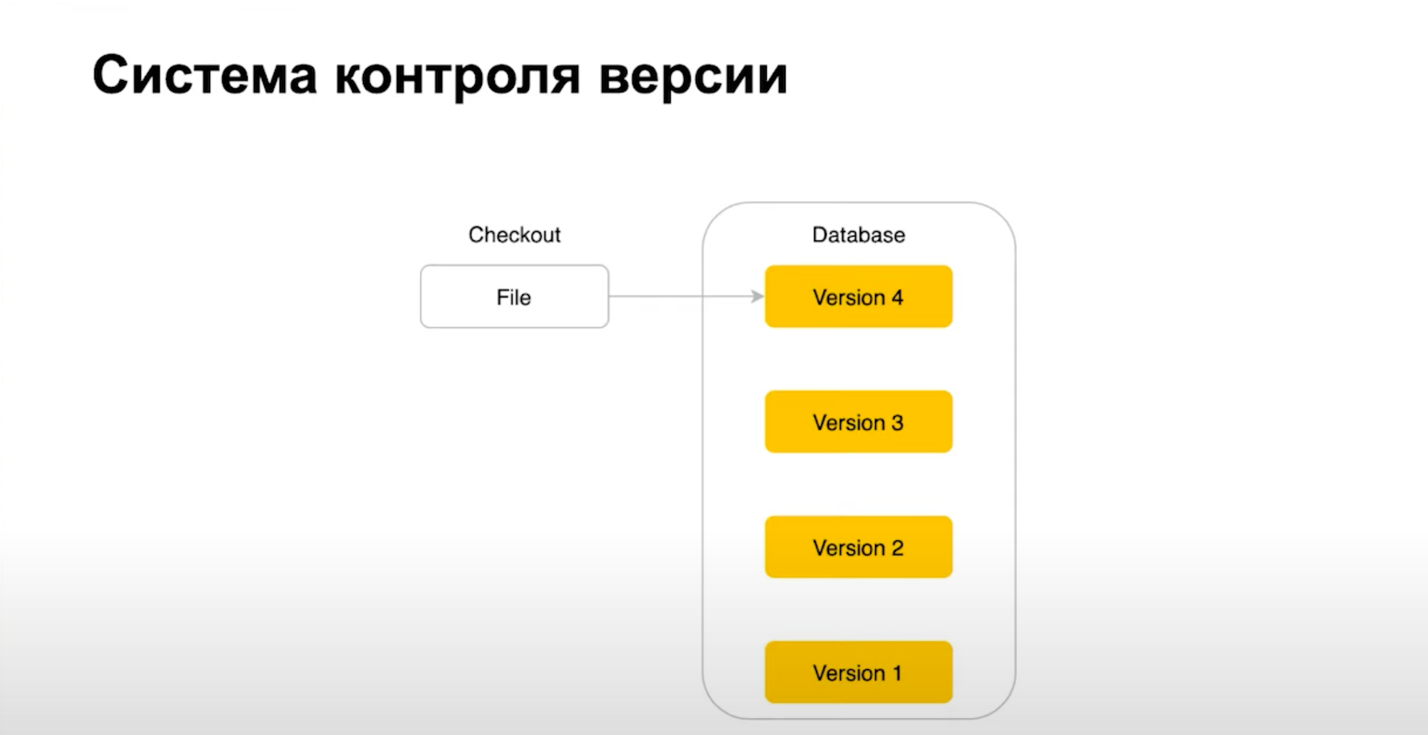 Система контроля версии
Checkout
Database
File
Version 4
Version 3
Version 2
Version 1